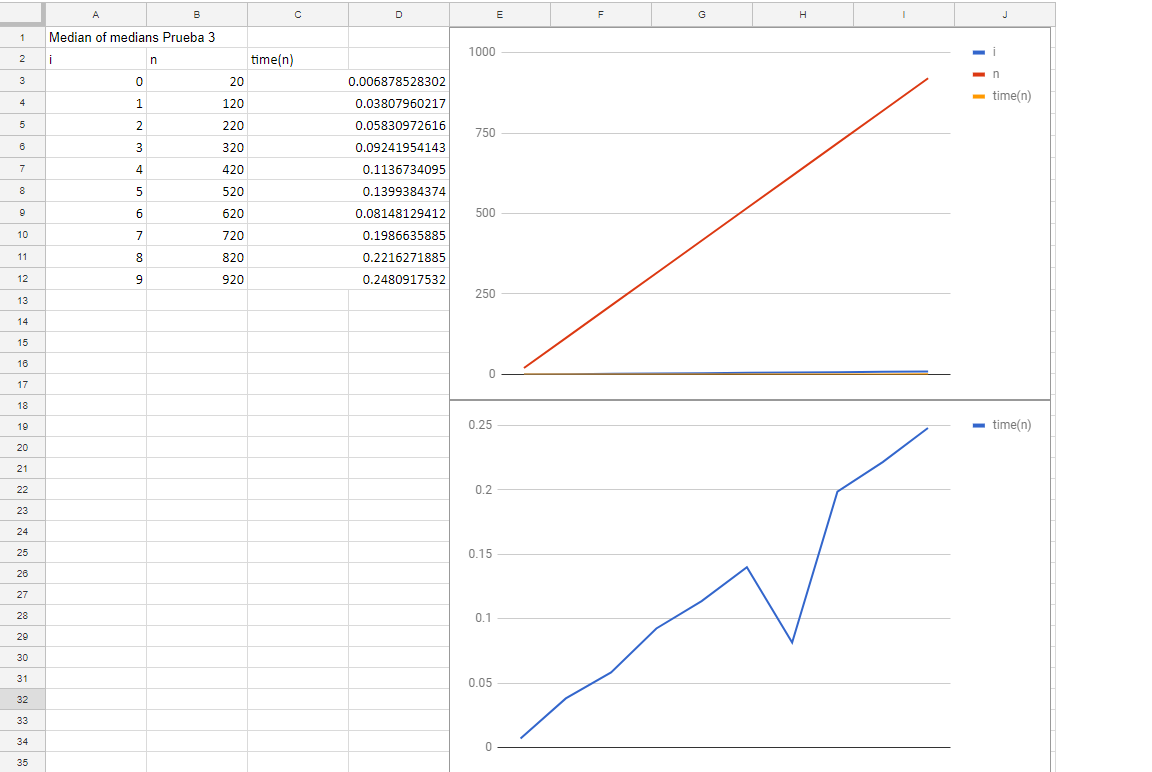 A B C D E F G H I J
1 Median of medians Prueba 3
2 i n time(n)
3 0 20 0.006878528302
4 1 120 0.03807960217
5 2 220 0.05830972616
6 3 320 0.09241954143
7 4 420 0.1136734095
8 5 520 0.1399384374
9 6 620 0.08148129412
10 7 720 0.1986635885
11 8 820 0.2216271885
12 9 920 0.2480917532
13
14
15
16
17
18
19
20
21
22
23
24
25
26
27
28
29
30
31
32
33
34
35
1000
750
500
250
0
i
n
time(n)
0.25
0.2
0.15
0.1
0.05
0
time(n)